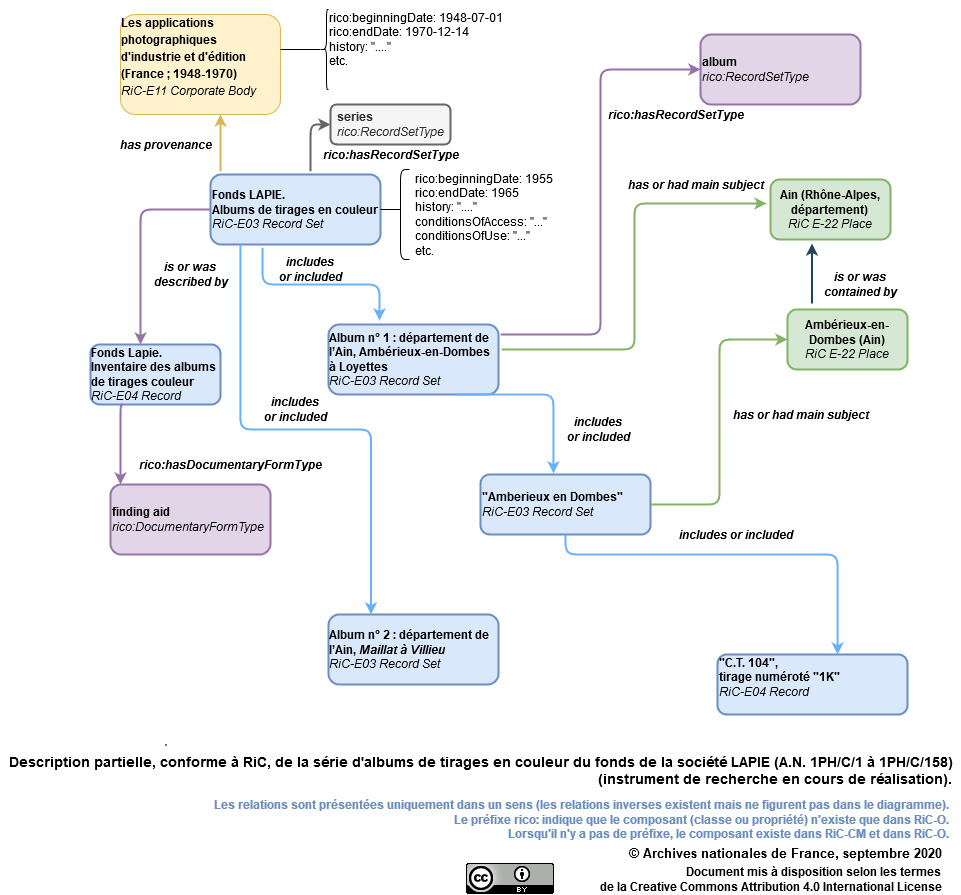 Les applications
photographiques
d'industrie et d'édition
(France ; 1948-1970)
RiC-E11 Corporate Body
rico:beginningDate: 1948-07-01
rico:endDate: 1970-12-14
history: "...."
etc.
album
rico:RecordSetType
rico:hasRecordSetType
series
rico:RecordSetType
has provenance
rico:hasRecordSetType
Fonds LAPIE.
Albums de tirages en couleur
RiC-E03 Record Set
rico:beginningDate: 1955
rico:endDate: 1965
history: "...."
conditionsOfAccess: "..."
conditionsOfUse: "..."
etc.
has or had main subject
Ain (Rhône-Alpes,
département)
RiC E-22 Place
is or was
described by
includes
or included
is or was
contained by
Album n° 1 : département de
l'Ain, Ambérieux-en-Dombes
à Loyettes
RiC-E03 Record Set
Ambérieux-en-
Dombes (Ain)
RiC E-22 Place
Fonds Lapie.
Inventaire des albums
de tirages couleur
RiC-E04 Record
includes
or included
includes
or included
has or had main subject
rico:hasDocumentaryFormType
finding aid
rico:DocumentaryFormType
"Amberieux en Dombes"
RiC-E03 Record Set
includes or included
Album n° 2 : département de
l'Ain, Maillat à Villieu
RiC-E03 Record Set
"C.T. 104",
tirage numéroté "1K"
RiC-E04 Record
Description partielle, conforme à RiC, de la série d'albums de tirages en couleur du fonds de la société LAPIE (A.N. 1PH/C/1 à 1PH/C/158)
(instrument de recherche en cours de réalisation).
Les relations sont présentées uniquement dans un sens (les relations inverses existent mais ne figurent pas dans le diagramme).
Le préfixe rico: indique que le composant (classe ou propriété) n'existe que dans RiC-O.
Lorsqu'il n'y a pas de préfixe, le composant existe dans RiC-CM et dans RiC-O.
© Archives nationales de France, septembre 2020
Document mis à disposition selon les termes
de la Creative Commons Attribution 4.0 International License
cc
BY